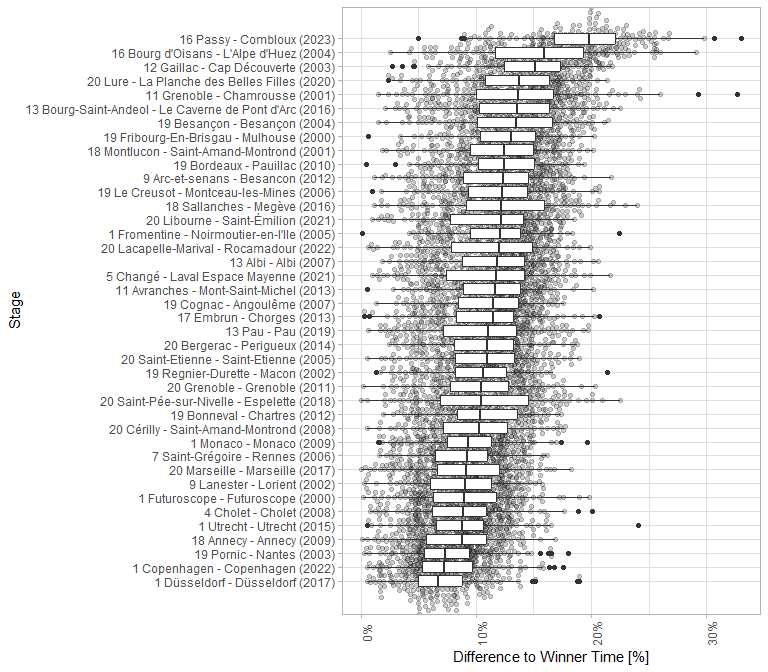 16 Passy - Combloux (2023)
16 Bourg d'Oisans - L'Alpe d'Huez (2004)
12 Gaillac - Cap Découverte (2003)
20 Lure - La Planche des Belles Filles (2020)
11 Grenoble - Chamrousse (2001)
13 Bourg-Saint-Andeol - Le Caverne de Pont d'Arc (2016)
19 Besançon - Besançon (2004)
19 Fribourg-En-Brisgau - Mulhouse (2000)
18 Montlucon - Saint-Amand-Montrond (2001)
19 Bordeaux - Pauillac (2010)
9 Arc-et-senans - Besancon (2012)
19 Le Creusot - Montceau-les-Mines (2006)
18 Sallanches - Megève (2016)
20 Libourne - Saint-Émilion (2021)
1 Fromentine - Noirmoutier-en-l'Ile (2005)
20 Lacapelle-Marival - Rocamadour (2022)
13 Albi - Albi (2007)
5 Changé - Laval Espace Mayenne (2021)
11 Avranches - Mont-Saint-Michel (2013)
19 Cognac - Angoulême (2007)
17 Embrun - Chorges (2013)
13 Pau - Pau (2019)
20 Bergerac - Perigueux (2014)
20 Saint-Etienne - Saint-Etienne (2005)
19 Regnier-Durette - Macon (2002)
20 Grenoble - Grenoble (2011)
20 Saint-Pée-sur-Nivelle - Espelette (2018)
19 Bonneval - Chartres (2012)
20 Cérilly - Saint-Amand-Montrond (2008)
1 Monaco - Monaco (2009)
7 Saint-Grégoire - Rennes (2006)
20 Marseille - Marseille (2017)
9 Lanester - Lorient (2002)
1 Futuroscope - Futuroscope (2000)
4 Cholet - Cholet (2008)
1 Utrecht - Utrecht (2015)
18 Annecy - Annecy (2009)
19 Pornic - Nantes (2003)
1 Copenhagen - Copenhagen (2022)
1 Düsseldorf - Düsseldorf (2017)
Stage
0%
10%
20%
30%
Difference to Winner Time [%]